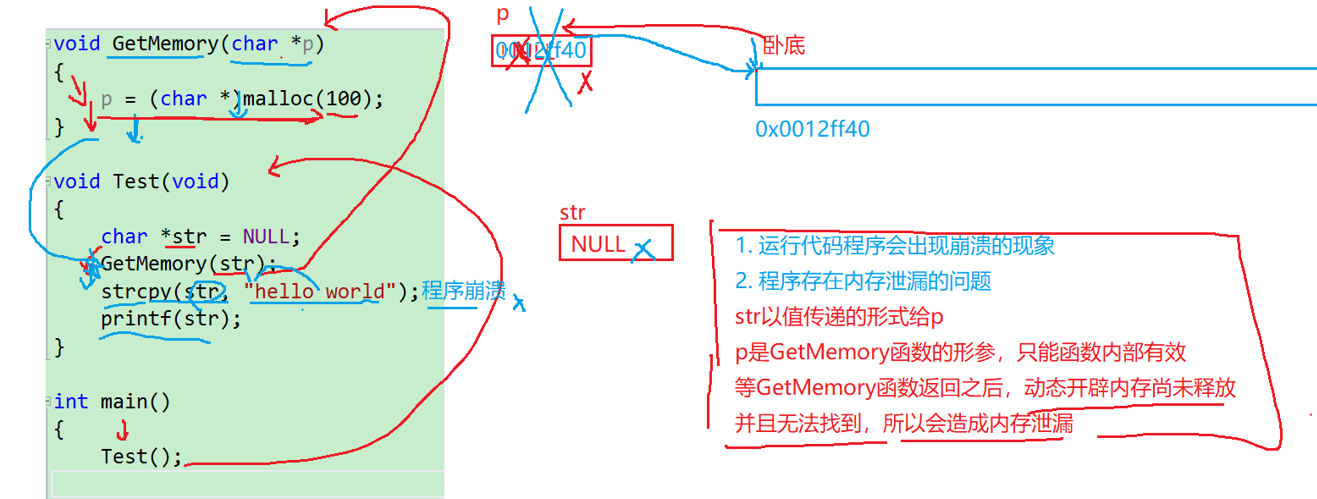 void GetMemory(char *p)
{
p = (char *)malloc(100);
}
void Test(void)
{
char *str = NULL;
GetMemory(str);
strcpy(str, "hello world");程序崩溃
printf(str);
}
int main()
{
Test();
p
0012ff40
卧底
0x0012ff40
str
NULL
1. 运行代码程序会出现崩溃的现象
2. 程序存在内存泄漏的问题
str以值传递的形式给p
p是GetMemory函数的形参，只能函数内部有效
等GetMemory函数返回之后，动态开辟内存尚未释放
并且无法找到，所以会造成内存泄漏